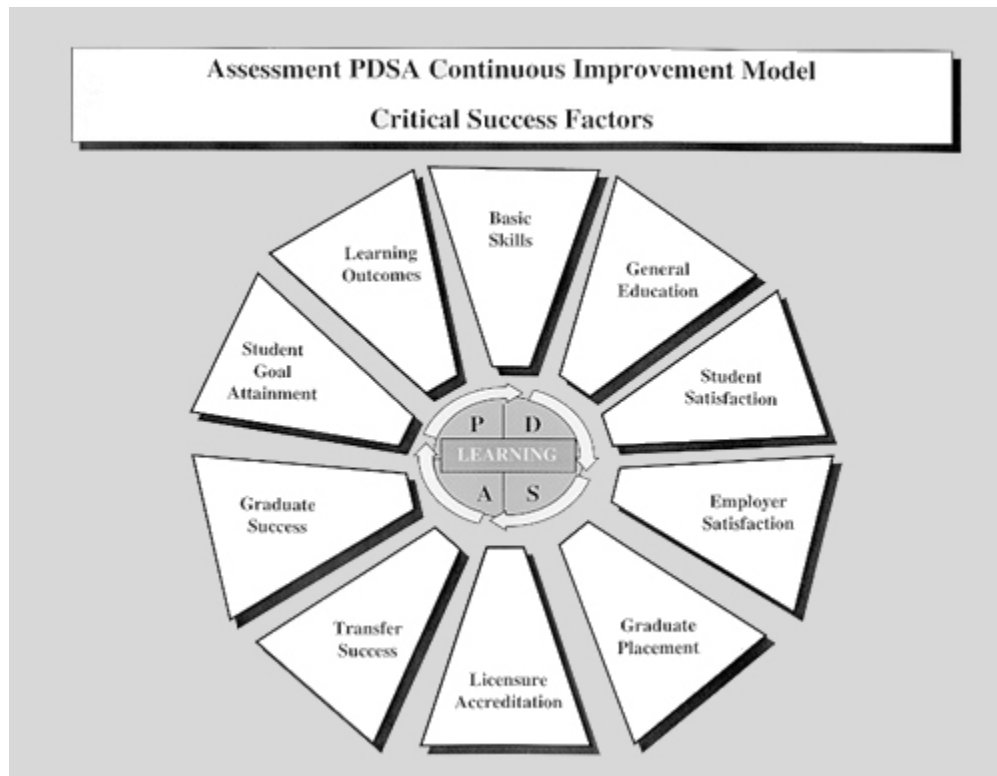 Assessment PDSA Continuous Improvement Model
Critical Success Factors
Basic
Skills
General
Education
Student
Satisfaction
Employer
Satisfaction
Graduate
Placement
Licensure
Accreditation
Transfer
Success
Graduate
Success
Student
Goal
Attainment
Learning
Outcomes
P D
LEARNING
A S